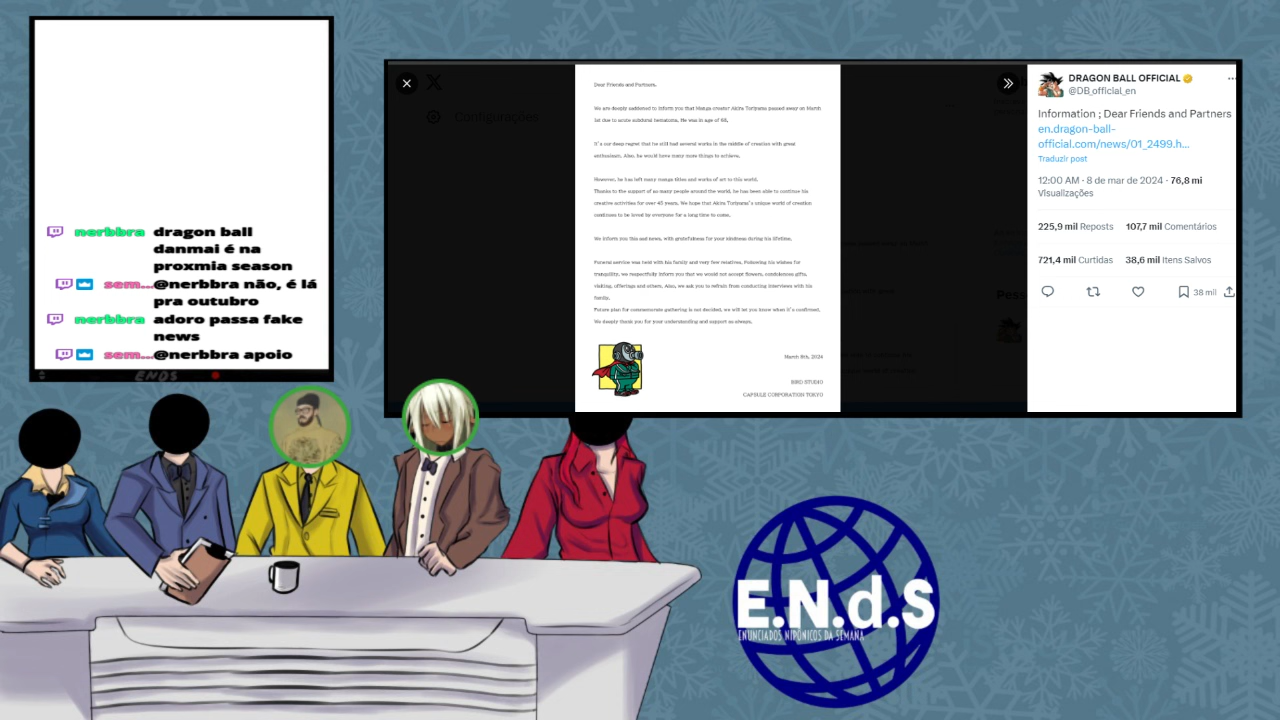 nerbbra dragon ball
danmai é na
proxmia season
sem... @nerbbra não, é lá
pra outubro
nerbbra adoro passa fake
news
sem... @nerbbra apoio
ENDS
Configurações
Dear Friends and Partners,
We are deeply saddened to inform you that Manga creator Akira Toriyama passed away on March
1st due to acute subdural hematoma. He was in age of 68.
It's our deep regret that he still had several works in the middle of creation with great
enthusiasm. Also, he would have many more things to achieve.
However, he has left many manga titles and works of art to this world.
Thanks to the support of so many people around the world, he has been able to continue his
creative activities for over 45 years. We hope that Akira Toriyama's unique world of creation
continues to be loved by everyone for a long time to come.
We inform you this sad news, with gratefulness for your kindness during his lifetime.
Funeral service was held with his family and very few relatives. Following his wishes for
tranquility, we respectfully inform you that we would not accept flowers, condolence gifts,
visiting, offerings and others. Also, we ask you to refrain from conducting interviews with his
family.
Future plan for commemorate gathering is not decided, we will let you know when it's confirmed.
We deeply thank you for your understanding and support as always.
March 8th, 2024
BIRD STUDIO
CAPSULE CORPORATION TOKYO
DRAGON BALL OFFICIAL
@DB_official_en
Information ; Dear Friends and Partners
en.dragon-ball-
official.com/news/01_2499.h...
Traduzir post
12:00 AM · 8 de mar de 2024 · 76,8 mi
Visualizações
225,9 mil Reposts 107,7 mil Comentários
721,4 mil Curtidas 38,6 mil Itens Salvos
38 mil
E.N.d.S
ENUNCIADOS NIPÔNICOS DA SEMANA